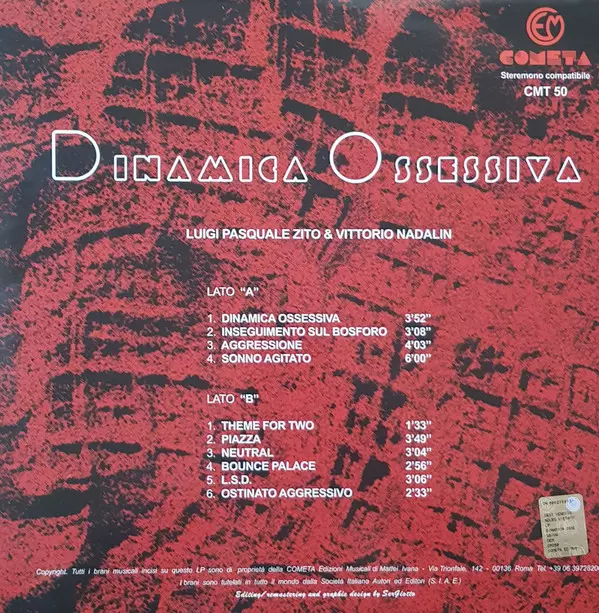 CEM
COMETA
Steremono compatibile
CMT 50
DINAMICA OSSESSIVA
LUIGI PASQUALE ZITO & VITTORIO NADALIN
LATO "A"
1. DINAMICA OSSESSIVA 3'52"
2. INSEGUIMENTO SUL BOSFORO 3'08"
3. AGGRESSIONE 4'03"
4. SONNO AGITATO 6'00"
LATO "B"
1. THEME FOR TWO 1'33"
2. PIAZZA 3'49"
3. NEUTRAL 3'04"
4. BOUNCE PALACE 2'56"
5. L.S.D. 3'06"
6. OSTINATO AGGRESSIVO 2'33"
Copyright. Tutti i brani musicali incisi su questo LP sono di proprietà della COMETA Edizioni Musicali di Mattei Ivana - Via Trionfale, 142 - 00136 Roma Tel +39 06.3972820
I brani sono tutelati in tutto il mondo dalla Società Italiana Autori ed Editori (S. I. A. E.)
Editing/remastering and graphic design by SerGiotto